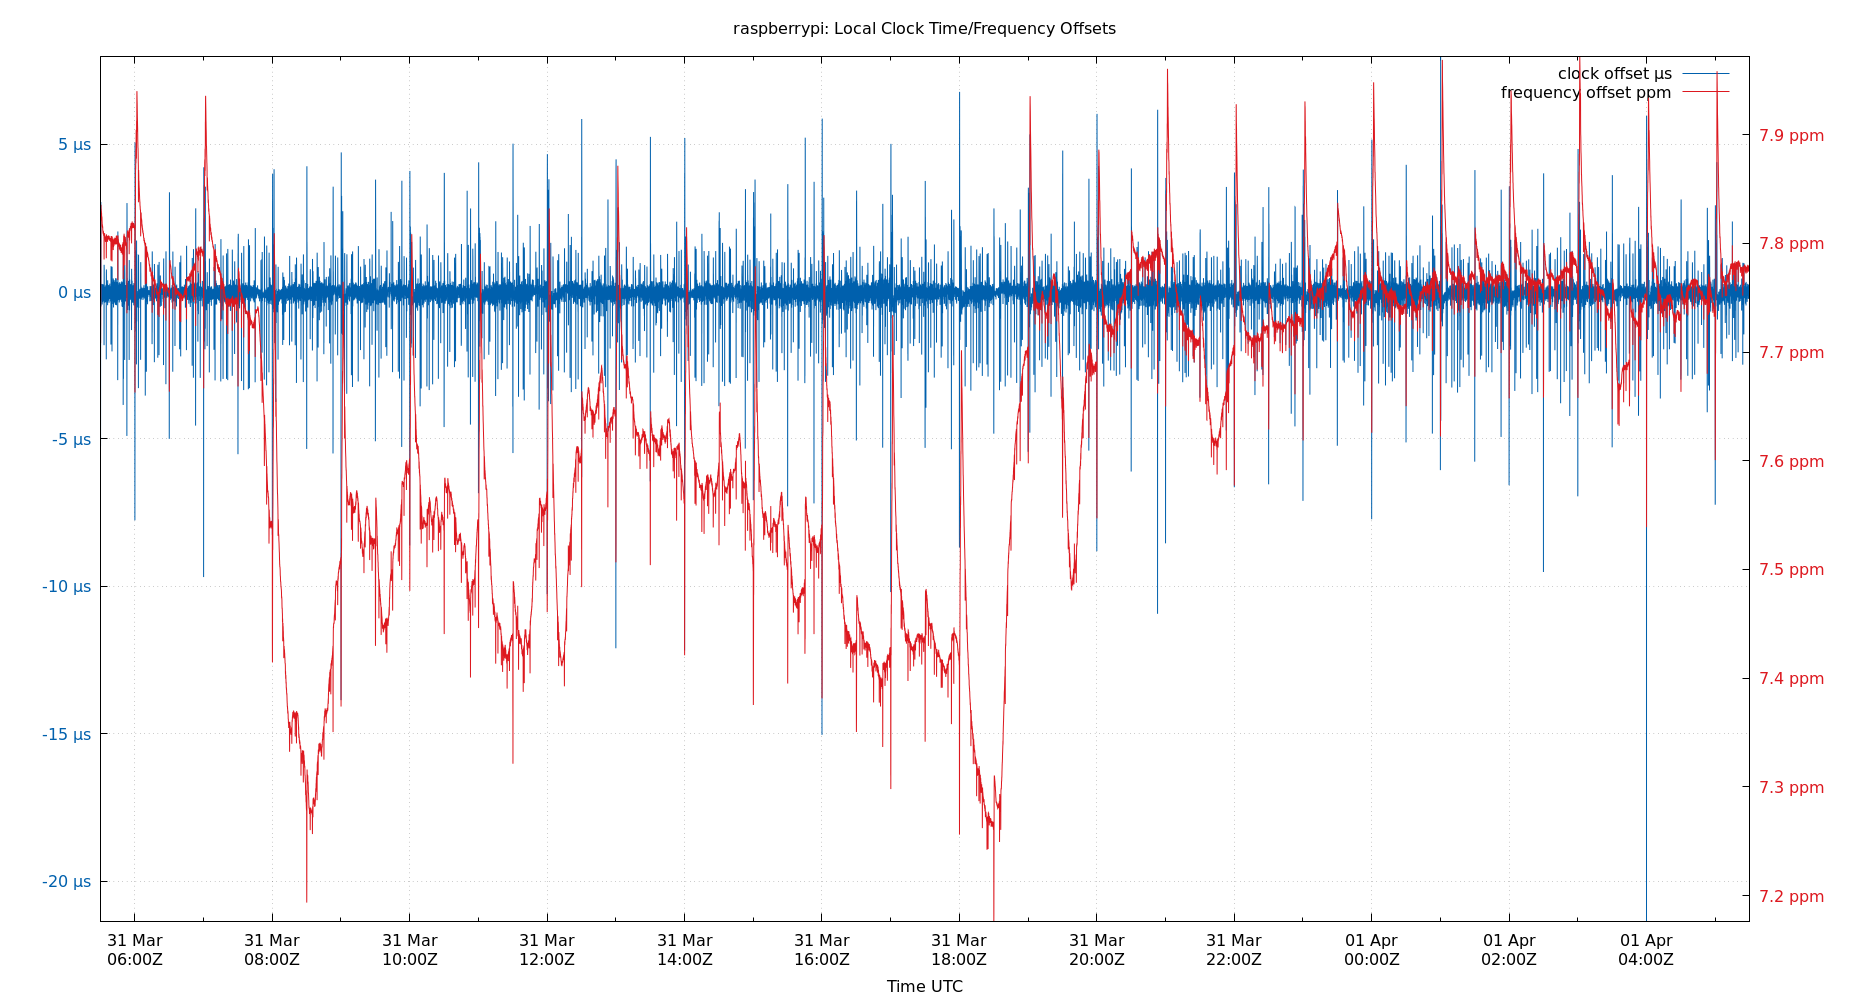 raspberrypi: Local Clock Time/Frequency Offsets
clock offset µs
frequency offset ppm
5 µs
0 µs
-5 µs
-10 µs
-15 µs
-20 µs
7.9 ppm
7.8 ppm
7.7 ppm
7.6 ppm
7.5 ppm
7.4 ppm
7.3 ppm
7.2 ppm
31 Mar 31 Mar 31 Mar 31 Mar 31 Mar 31 Mar 31 Mar 31 Mar 31 Mar 01 Apr 01 Apr 01 Apr
06:00Z 08:00Z 10:00Z 12:00Z 14:00Z 16:00Z 18:00Z 20:00Z 22:00Z 00:00Z 02:00Z 04:00Z
Time UTC